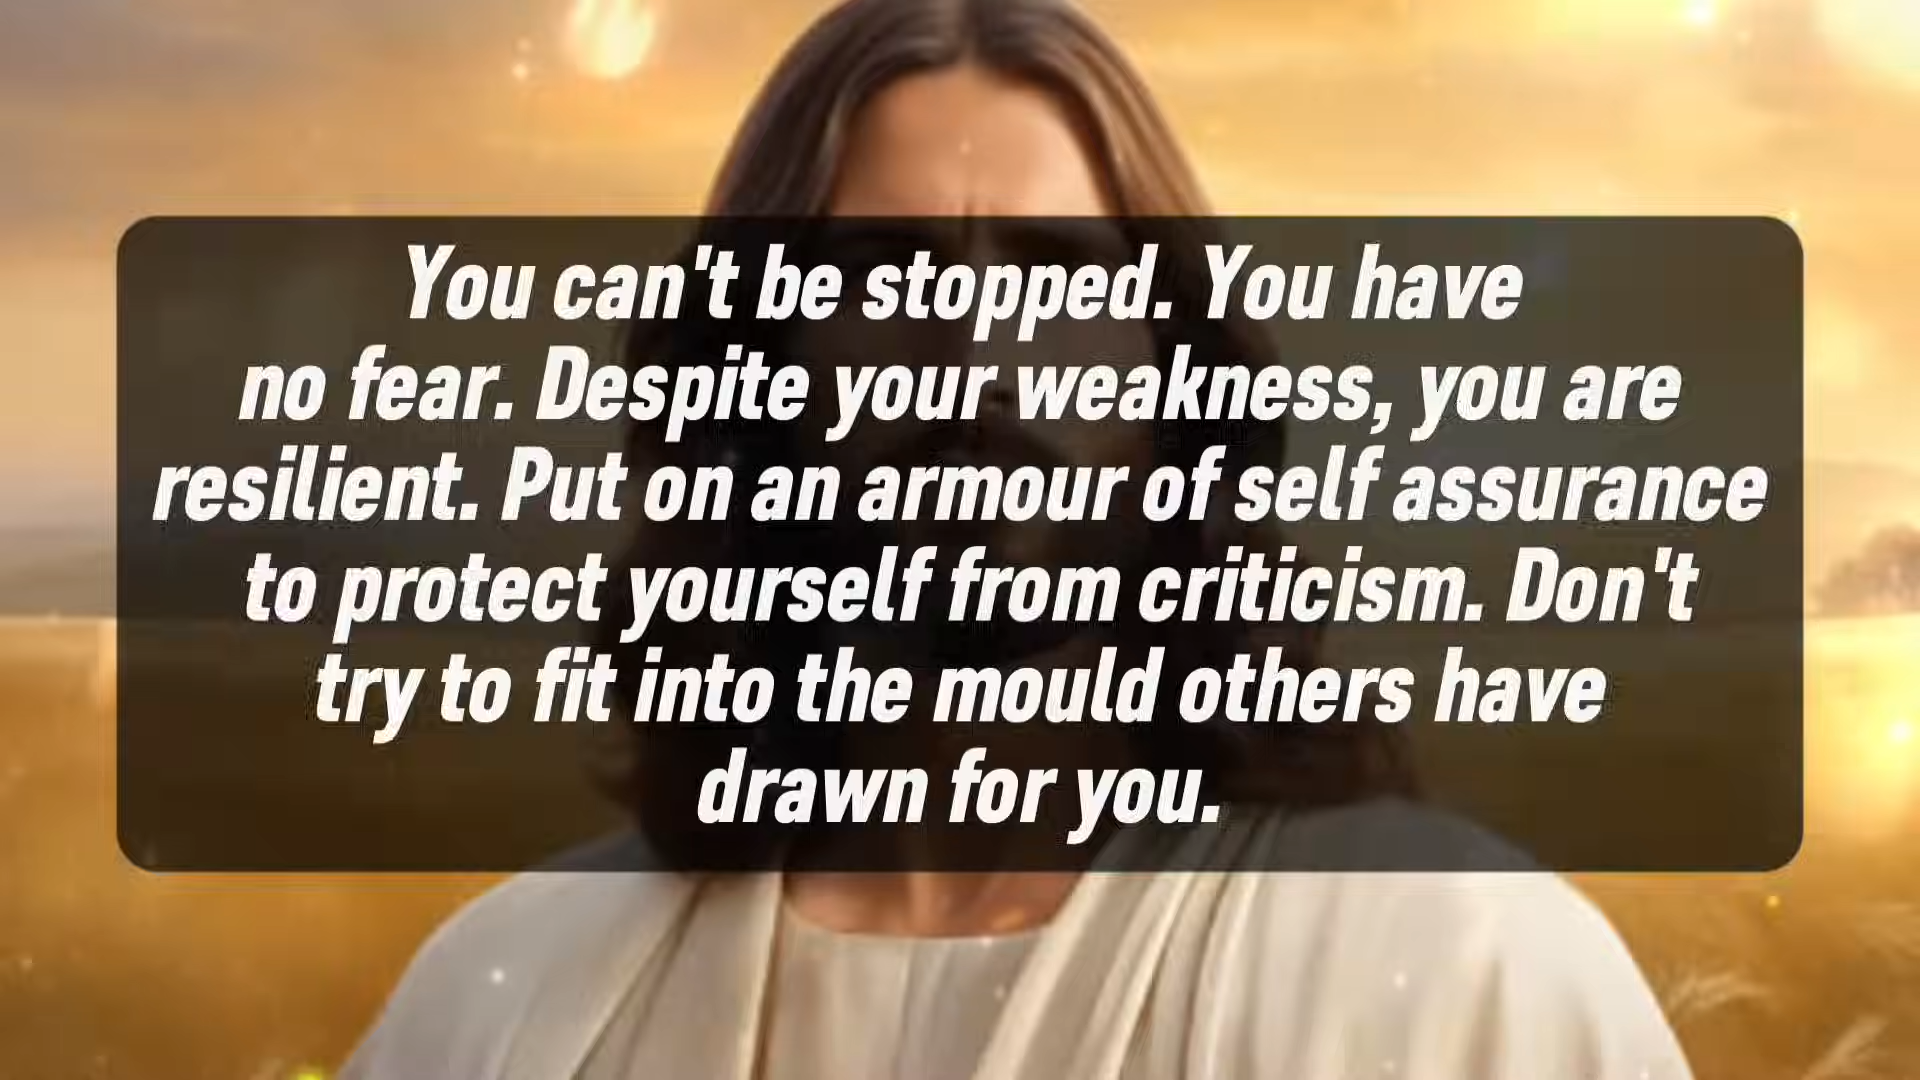 You can't be stopped. You have
no fear. Despite your weakness, you are
resilient. Put on an armour of self assurance
to protect yourself from criticism. Don't
try to fit into the mould others have
drawn for you.